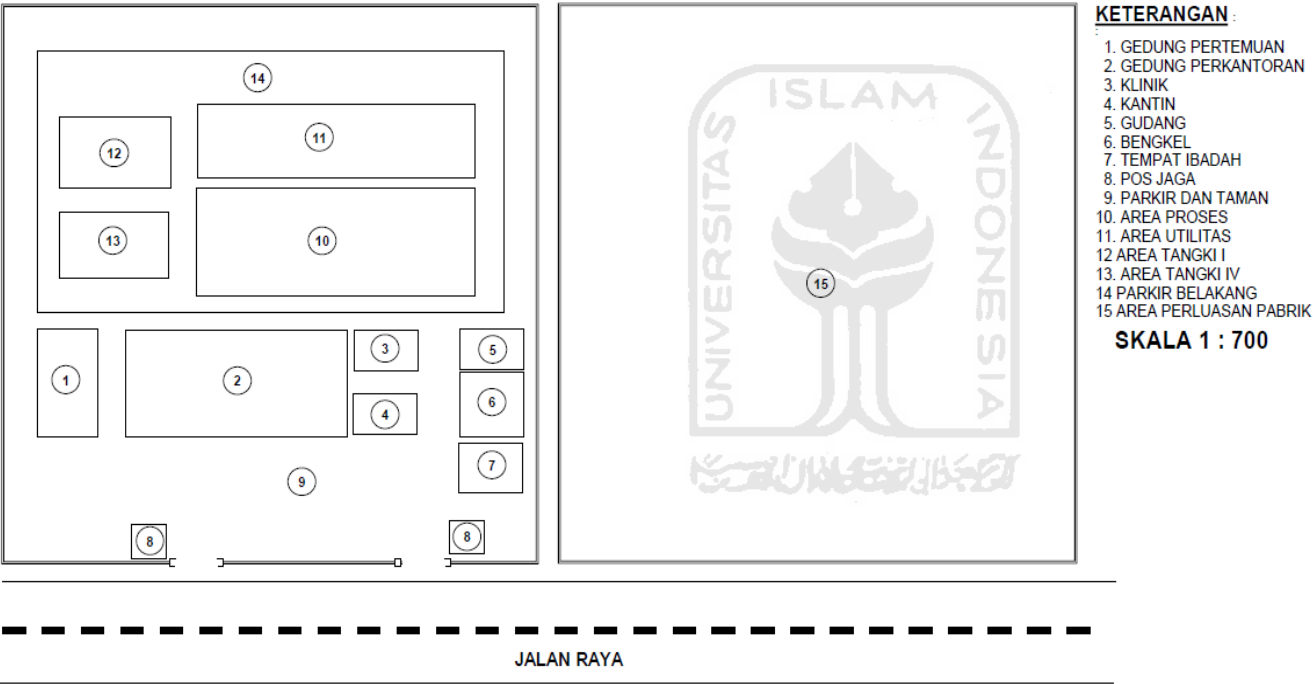 KETERANGAN :
:
1. GEDUNG PERTEMUAN
2. GEDUNG PERKANTORAN
3. KLINIK
4. KANTIN
5. GUDANG
6. BENGKEL
7. TEMPAT IBADAH
8. POS JAGA
9. PARKIR DAN TAMAN
10. AREA PROSES
11. AREA UTILITAS
12 AREA TANGKI I
13. AREA TANGKI IV
14 PARKIR BELAKANG
15 AREA PERLUASAN PABRIK
SKALA 1 : 700
14
11
12
13
10
1
2
3
4
5
6
7
9
8
8
UNIVERSITAS
ISLAM
INDONESIA
15
JALAN RAYA